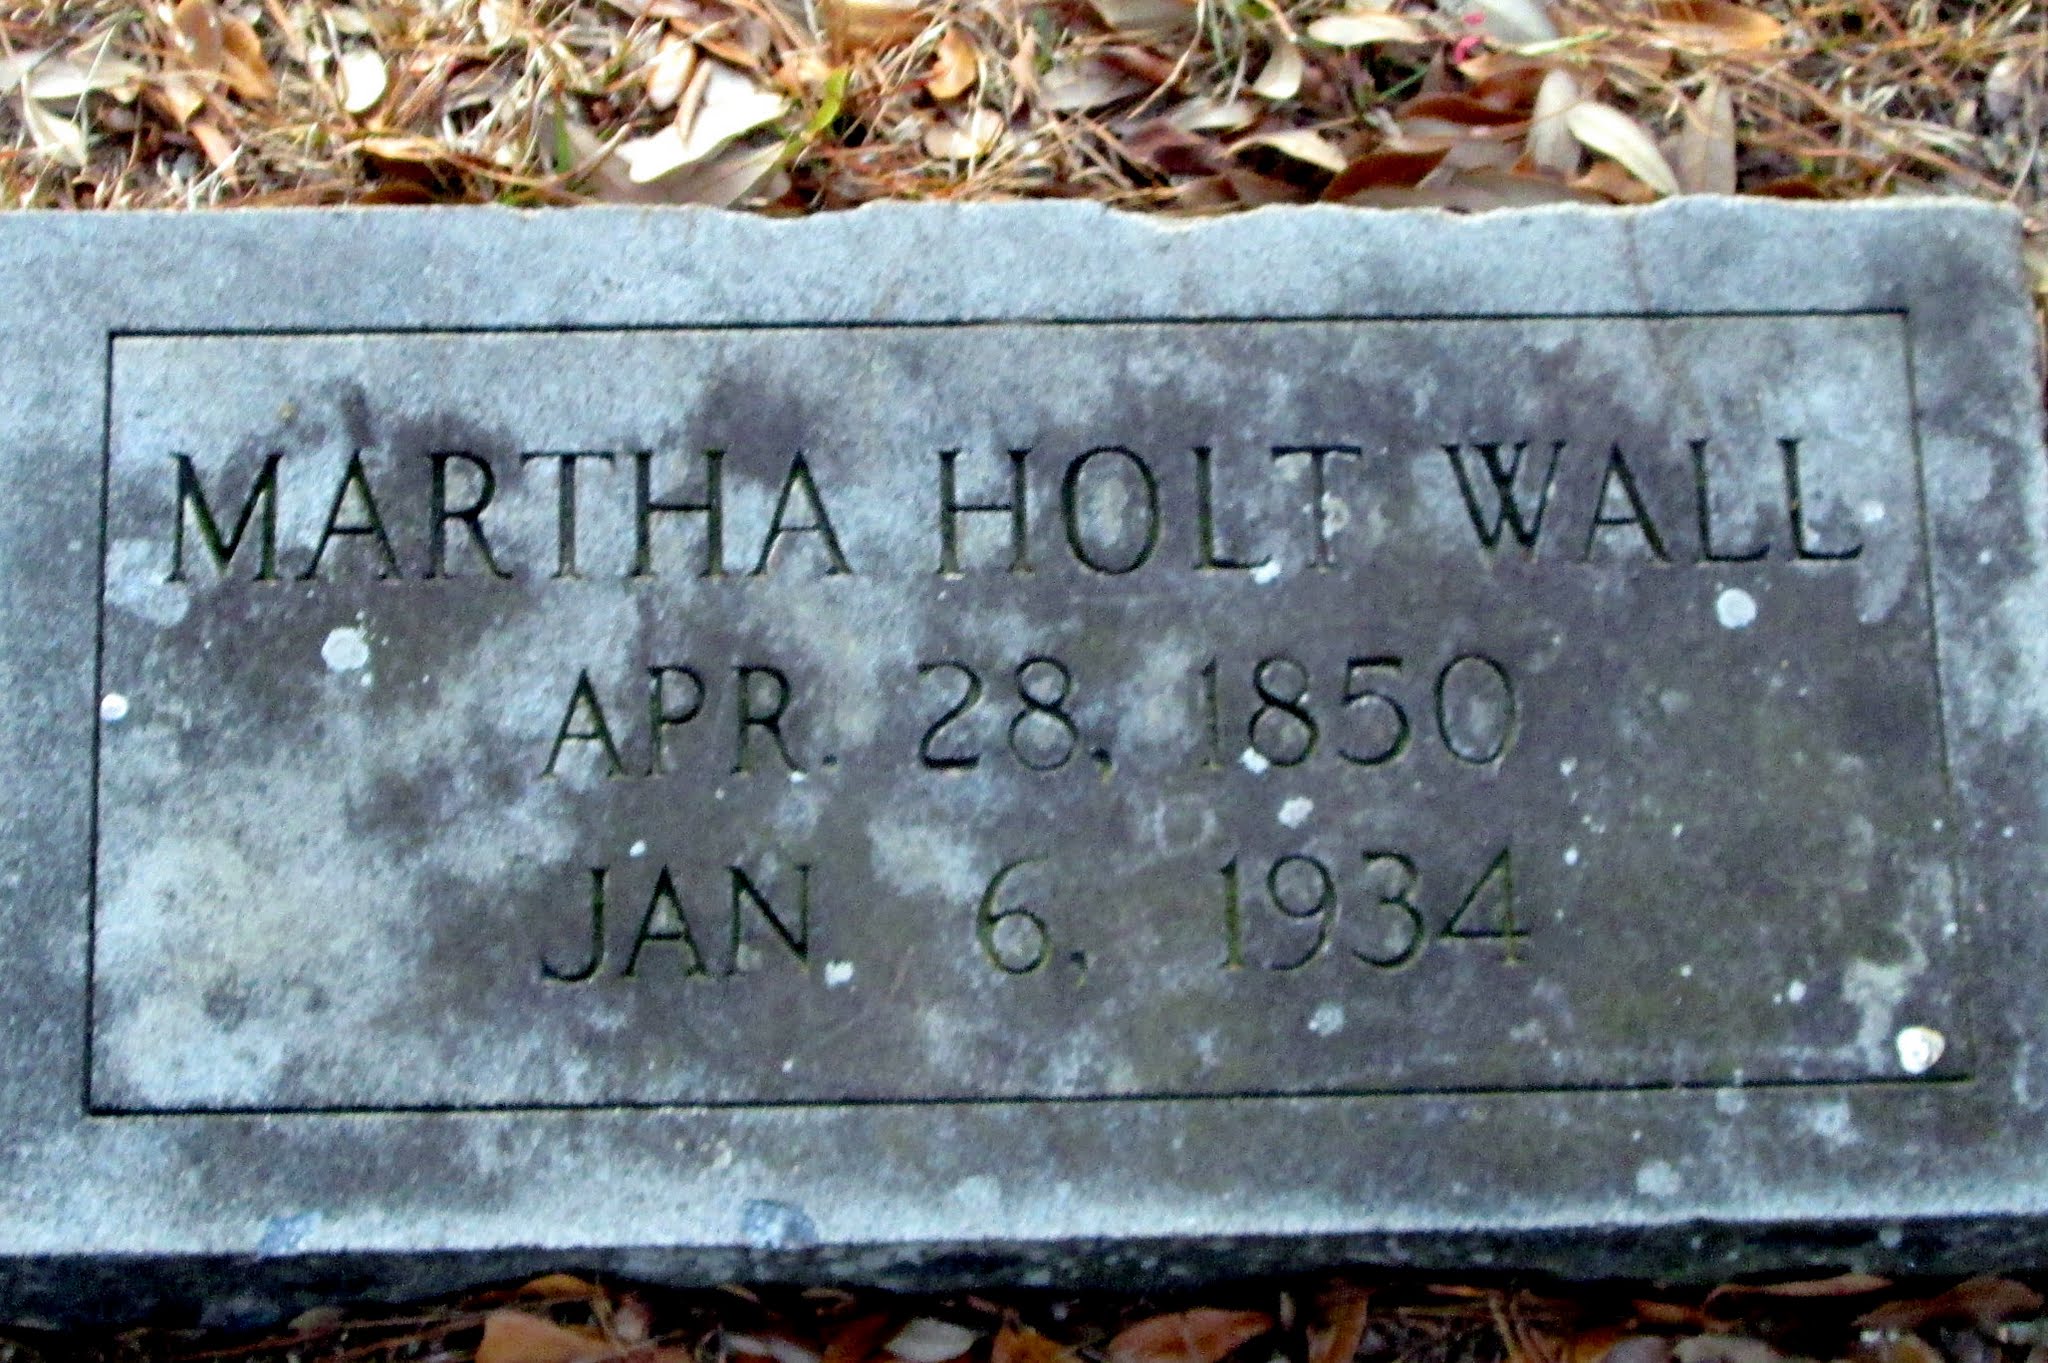 MARTHA HOLT WALL
APR. 28, 1850
JAN 6, 1934